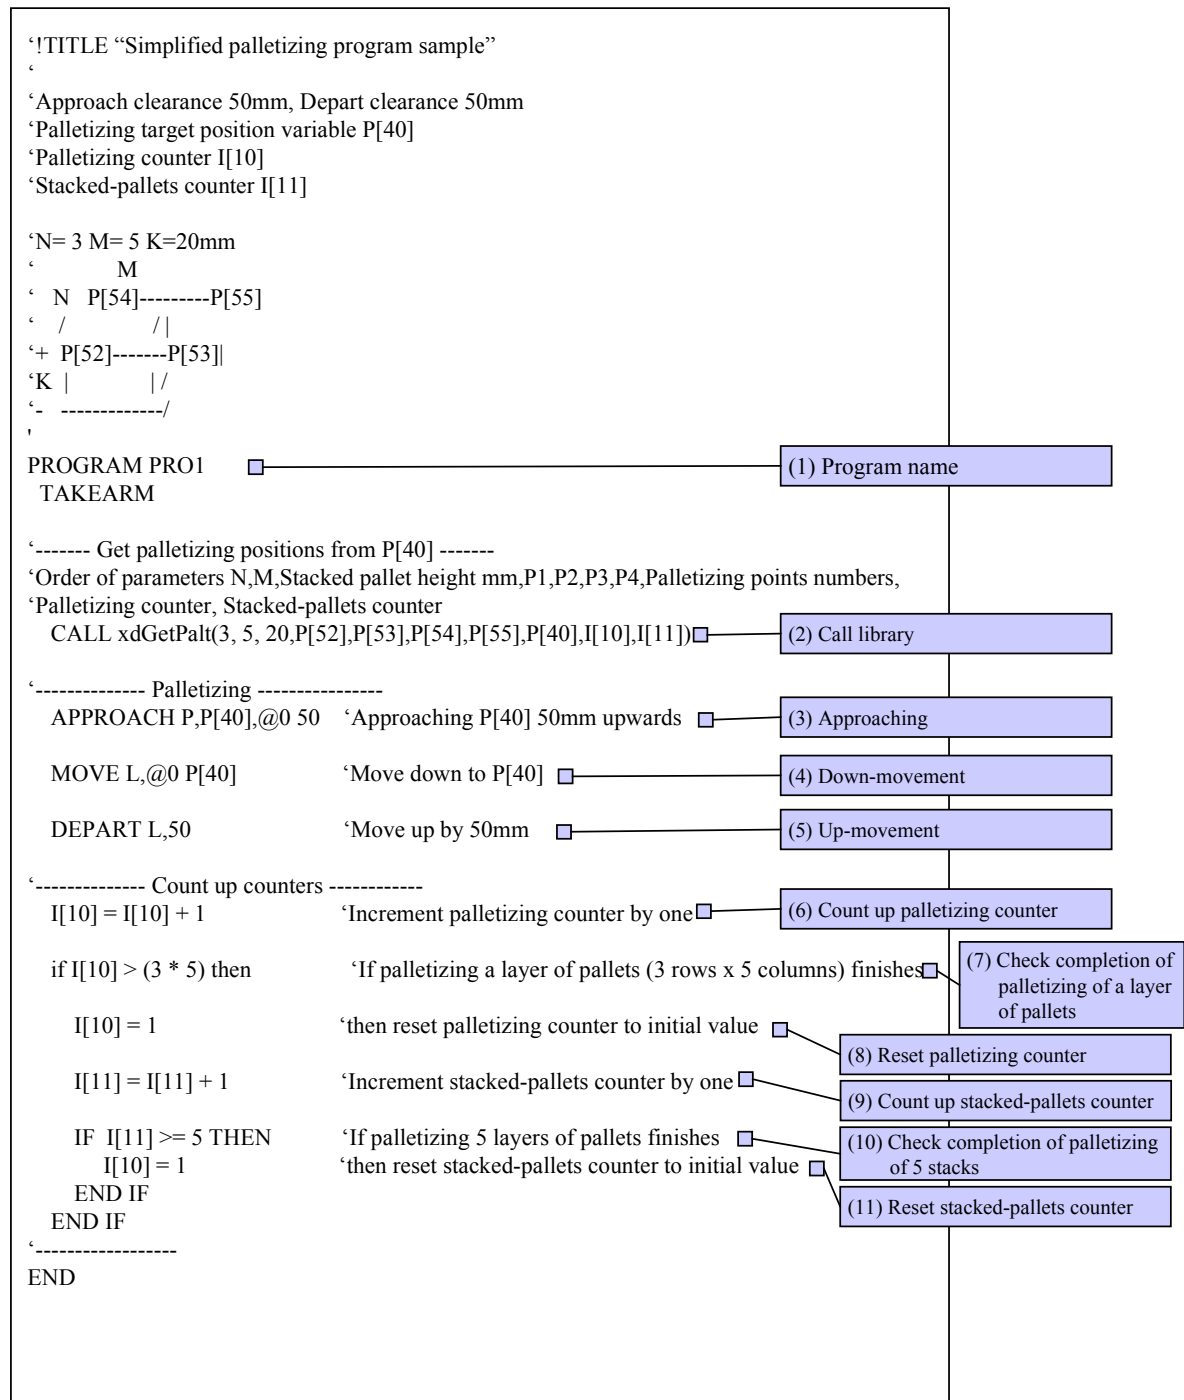 ‘!TITLE “Simplified palletizing program sample”
‘
‘Approach clearance 50mm, Depart clearance 50mm
‘Palletizing target position variable P[40]
‘Palletizing counter I[10]
‘Stacked-pallets counter I[11]
‘N= 3 M= 5 K=20mm
‘ M
‘ N P[54]---------P[55]
‘ / / |
‘+ P[52]-------P[53]|
‘K | | /
‘- -------------/
'
PROGRAM PRO1
(1) Program name
TAKEARM
‘------- Get palletizing positions from P[40] -------
‘Order of parameters N,M,Stacked pallet height mm,P1,P2,P3,P4,Palletizing points numbers,
‘Palletizing counter, Stacked-pallets counter
CALL xdGetPalt(3, 5, 20,P[52],P[53],P[54],P[55],P[40],I[10],I[11])
(2) Call library
‘-------------- Palletizing ----------------
APPROACH P,P[40],@0 50 ‘Approaching P[40] 50mm upwards
(3) Approaching
MOVE L,@0 P[40] ‘Move down to P[40]
(4) Down-movement
DEPART L,50 ‘Move up by 50mm
(5) Up-movement
‘-------------- Count up counters ------------
I[10] = I[10] + 1 ‘Increment palletizing counter by one
(6) Count up palletizing counter
if I[10] > (3 * 5) then ‘If palletizing a layer of pallets (3 rows x 5 columns) finishes
(7) Check completion of
palletizing of a layer
of pallets
I[10] = 1 ‘then reset palletizing counter to initial value
(8) Reset palletizing counter
I[11] = I[11] + 1 ‘Increment stacked-pallets counter by one
(9) Count up stacked-pallets counter
IF I[11] >= 5 THEN ‘If palletizing 5 layers of pallets finishes
(10) Check completion of palletizing
of 5 stacks
I[10] = 1 ‘then reset stacked-pallets counter to initial value
(11) Reset stacked-pallets counter
END IF
END IF
‘------------------
END